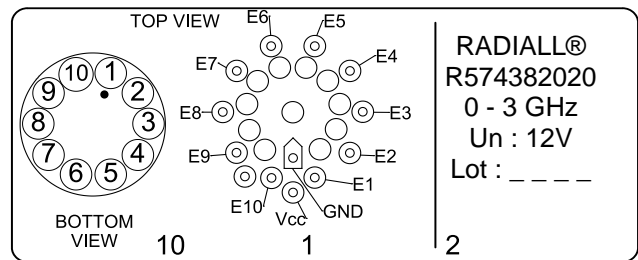 TOP VIEW
E6
E5
E7
E4
E8
E3
E9
E2
E10
E1
Vcc
GND
10
1
9
2
8
3
7
4
6
5
BOTTOM
VIEW
10
1
2
RADIALL®
R574382020
0 - 3 GHz
Un : 12V
Lot : _ _ _ _